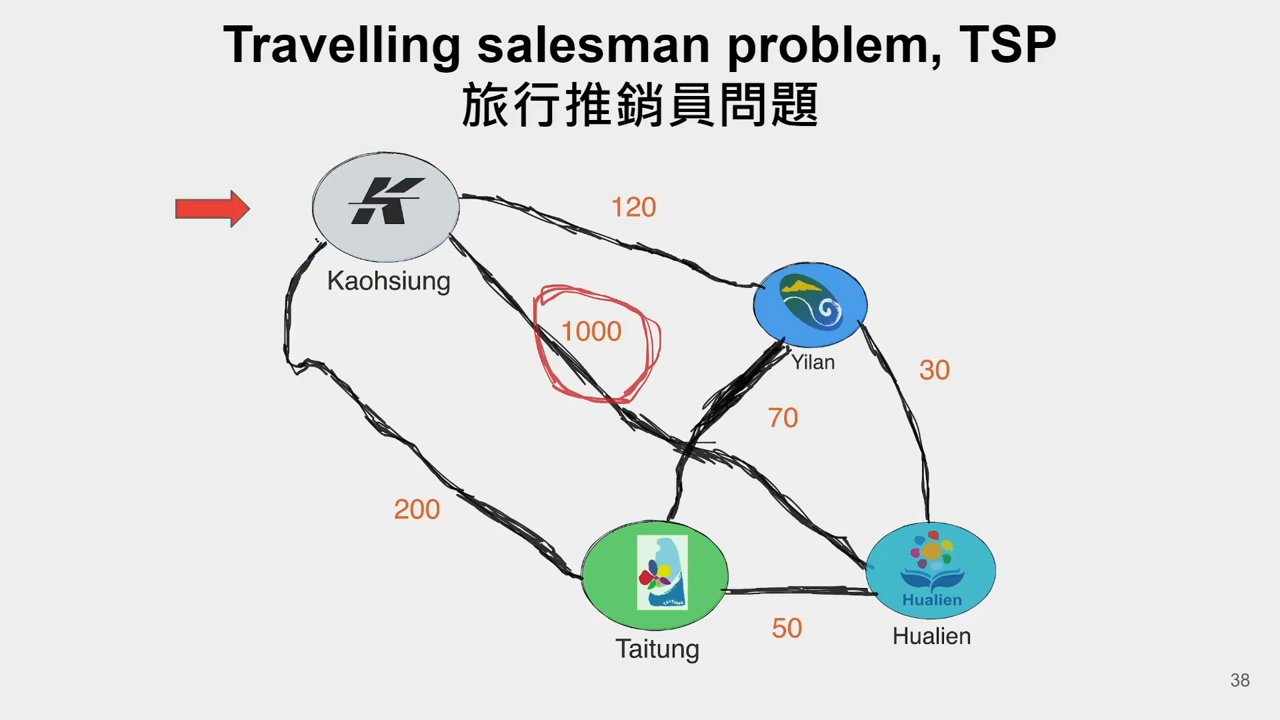 Travelling salesman problem, TSP
旅行推銷員問題
K
Kaohsiung
120
1000
Yilan
30
70
200
TAITUNG
Hualien
Taitung
50
Hualien
38